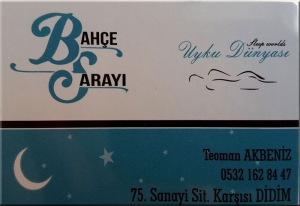 BAHÇE
SARAYI
Sleep worlds
Uyku Dünyası
Teoman AKBENİZ
0532 162 84 47
75. Sanayi Sit. Karşısı DİDİM